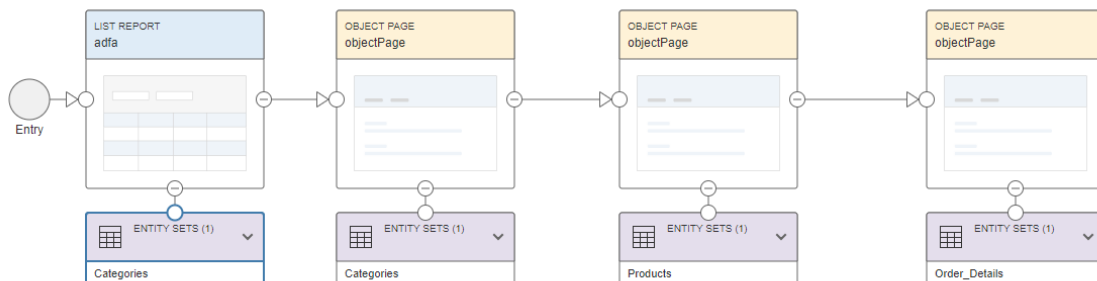 LIST REPORT
adfa
OBJECT PAGE
objectPage
OBJECT PAGE
objectPage
OBJECT PAGE
objectPage
Entry
ENTITY SETS (1)
Categories
ENTITY SETS (1)
Categories
ENTITY SETS (1)
Products
ENTITY SETS (1)
Order_Details